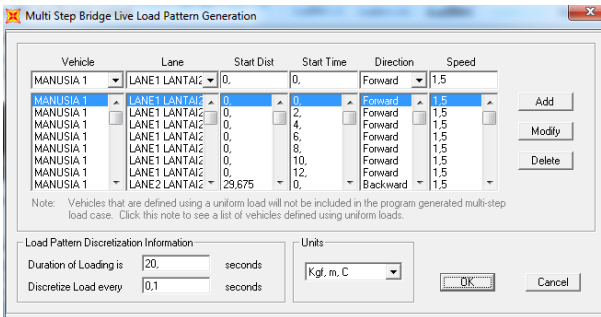 Multi Step Bridge Live Load Pattern Generation
Vehicle Lane Start Dist Start Time Direction Speed
MANUSIA 1 LANE1 LANTAI2 0, 0, Forward 1,5
MANUSIA 1 LANE1 LANTAI2 0, 0, Forward 1,5
MANUSIA 1 LANE1 LANTAI2 0, 2, Forward 1,5
MANUSIA 1 LANE1 LANTAI2 0, 4, Forward 1,5
MANUSIA 1 LANE1 LANTAI2 0, 6, Forward 1,5
MANUSIA 1 LANE1 LANTAI2 0, 8, Forward 1,5
MANUSIA 1 LANE1 LANTAI2 0, 10, Forward 1,5
MANUSIA 1 LANE1 LANTAI2 0, 12, Forward 1,5
MANUSIA 1 LANE2 LANTAI2 29,675 0, Backward 1,5
Add
Modify
Delete
Note: Vehicles that are defined using a uniform load will not be included in the program generated multi-step
load case. Click this note to see a list of vehicles defined using uniform loads.
Load Pattern Discretization Information
Duration of Loading is 20, seconds
Discretize Load every 0,1 seconds
Units
Kgf, m, C
OK
Cancel